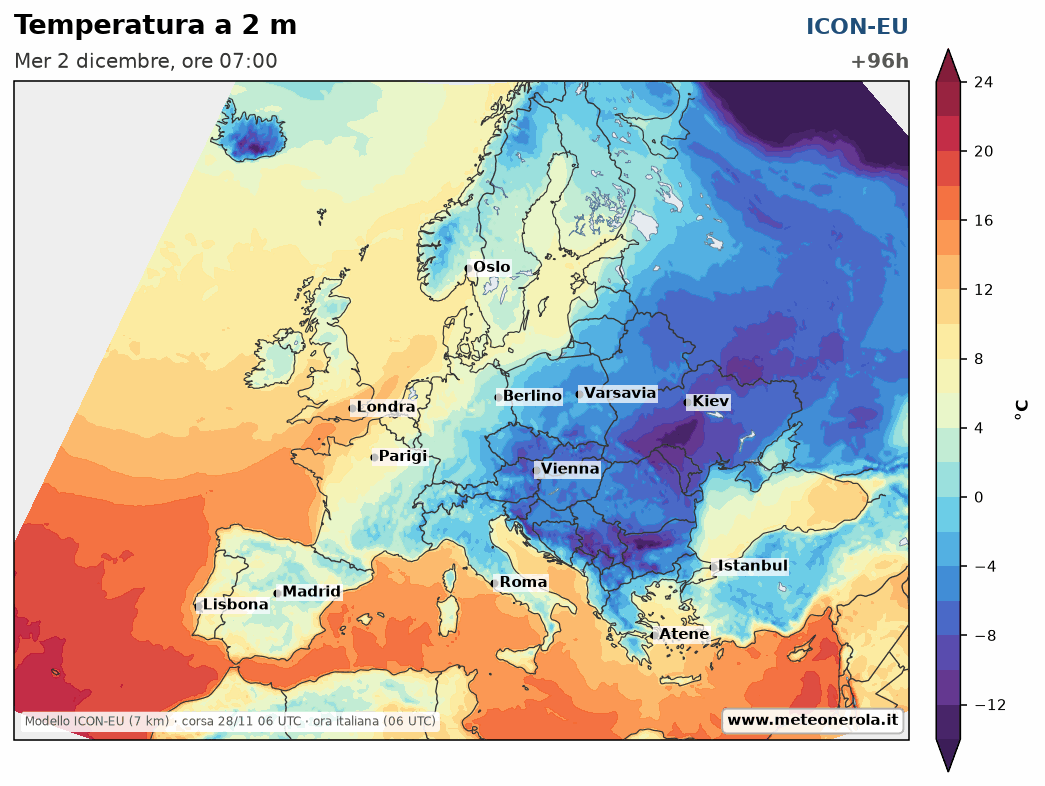 Temperatura a 2 m
ICON-EU
Mer 2 dicembre, ore 07:00
+96h
24
20
16
12
8
4
0
−4
−8
−12
°C
Oslo
Berlino
Varsavia
Kiev
Londra
Parigi
Vienna
Istanbul
Roma
Madrid
Lisbona
Atene
Modello ICON-EU (7 km) · corsa 28/11 06 UTC · ora italiana (06 UTC)
www.meteonerola.it